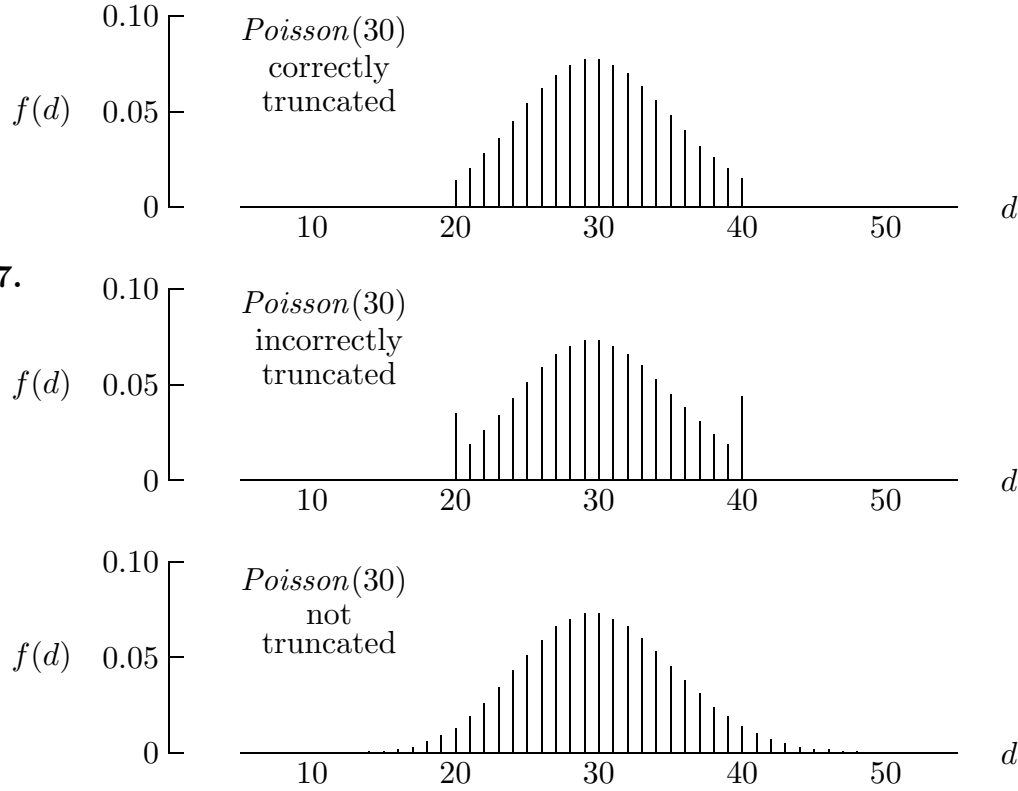 0.10
Poisson(30)
correctly
truncated
f(d)
0.05
0
10 20 30 40 50
d
7.
0.10
Poisson(30)
incorrectly
truncated
f(d)
0.05
0
10 20 30 40 50
d
0.10
Poisson(30)
not
truncated
f(d)
0.05
0
10 20 30 40 50
d